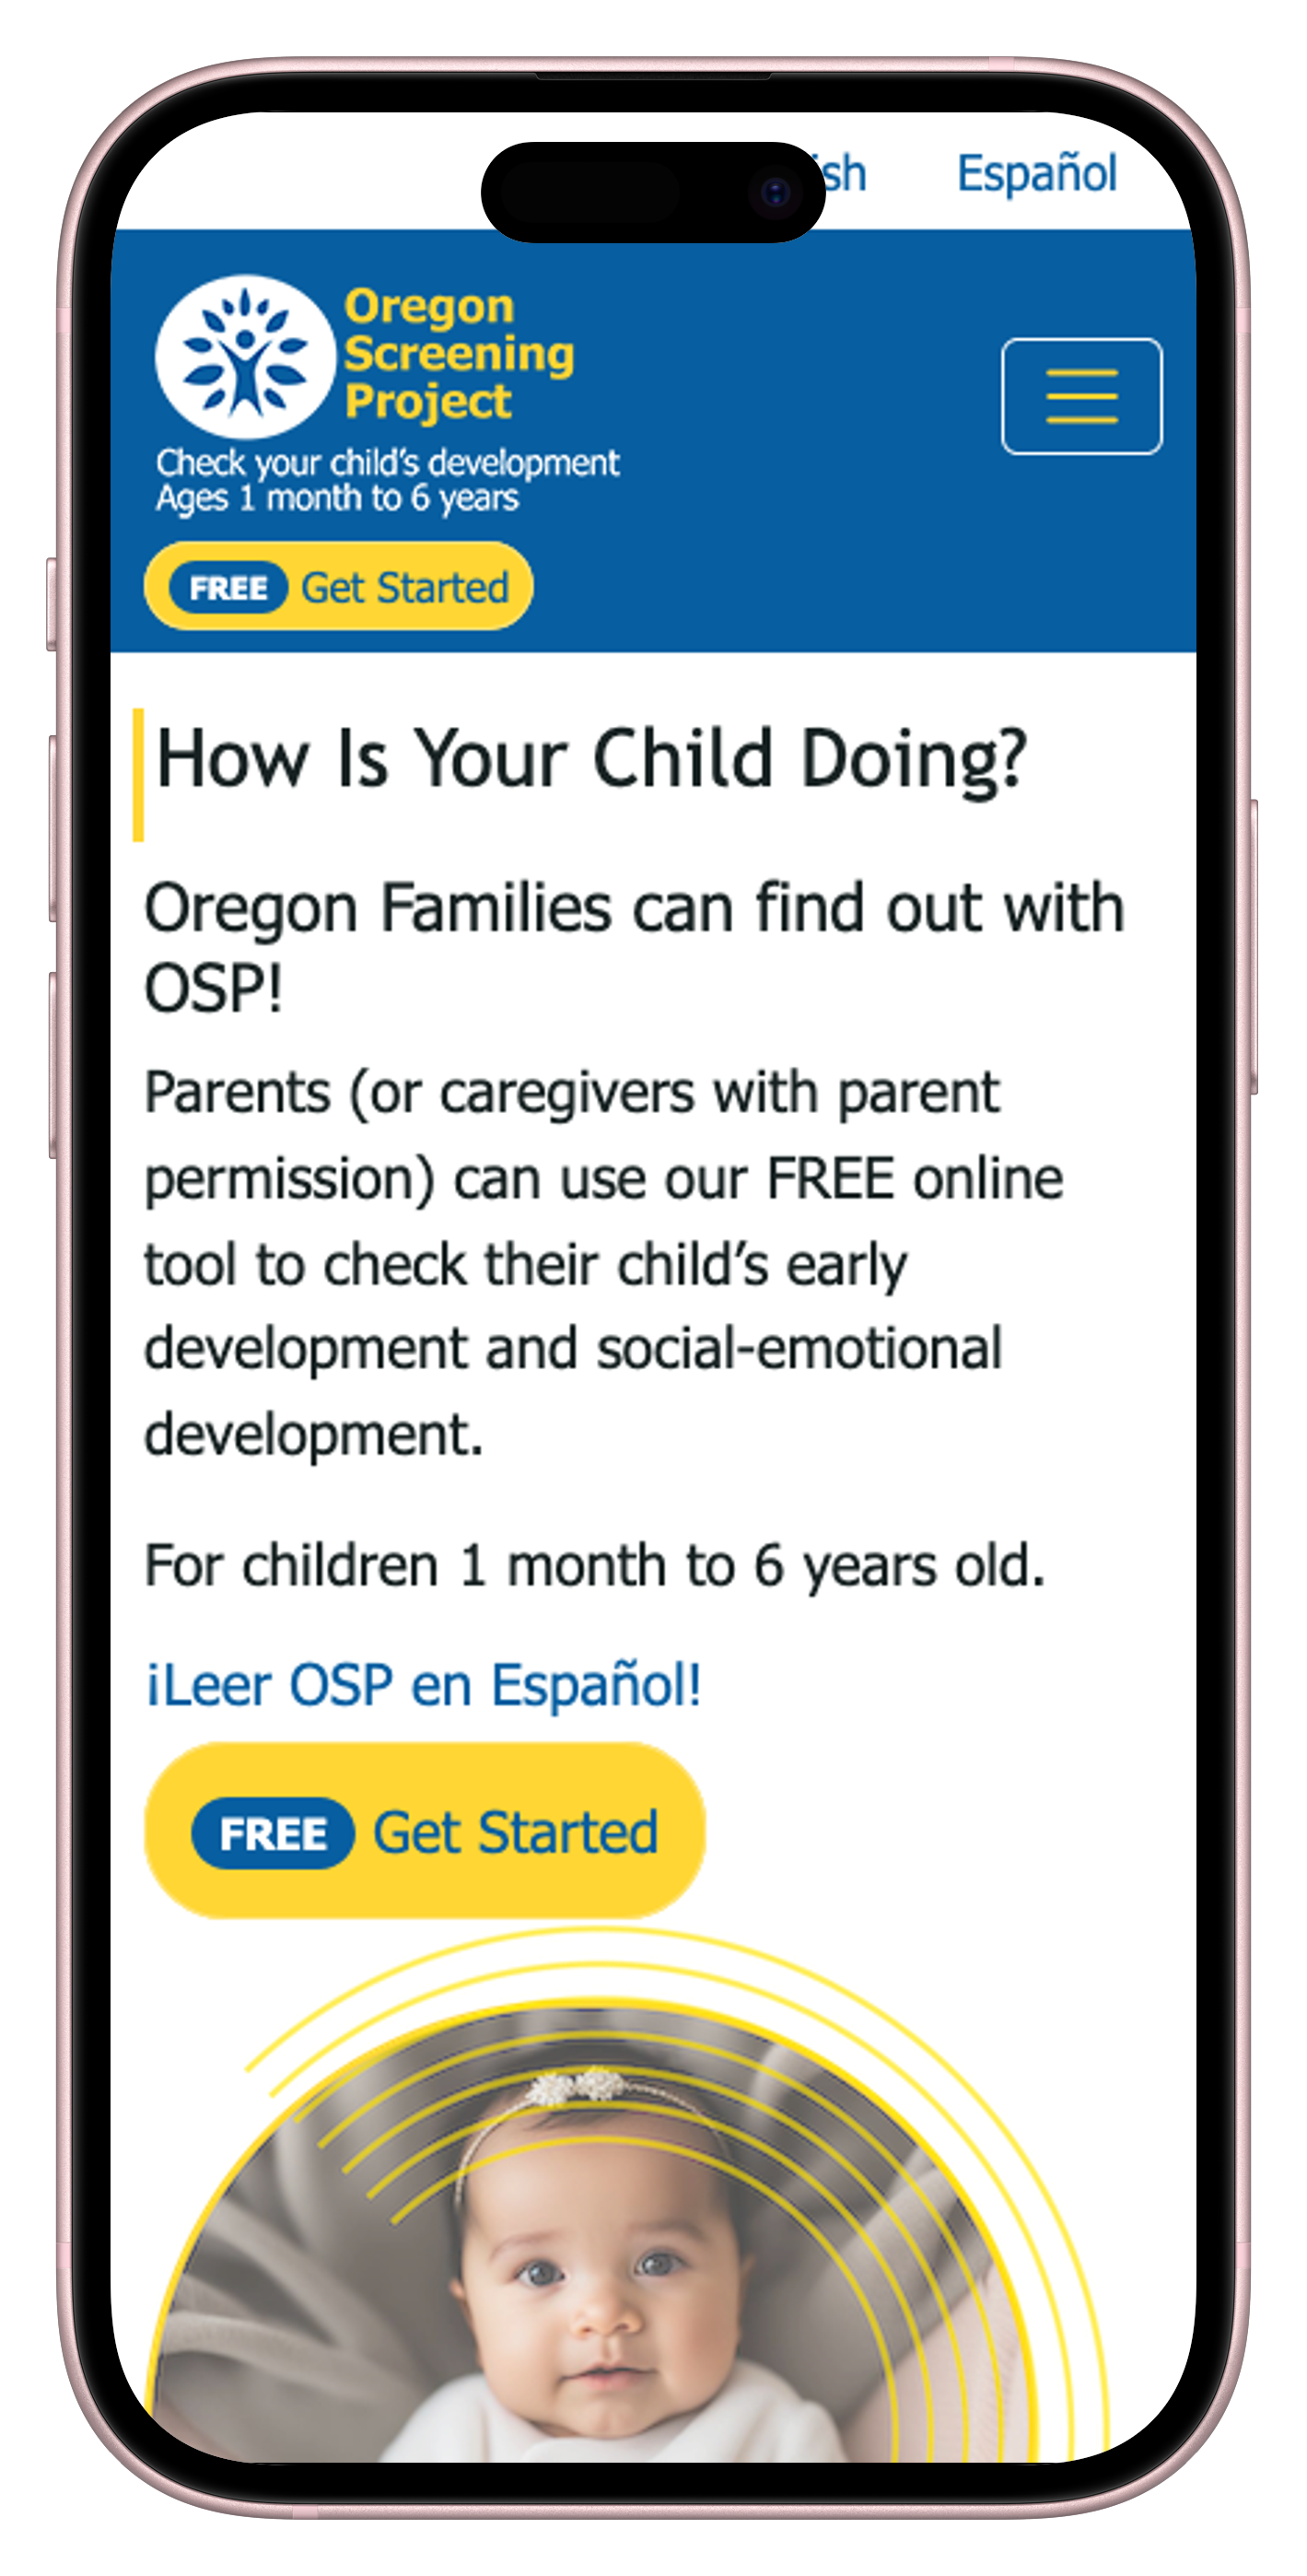 Español
Oregon
Screening
Project
Check your child’s development
Ages 1 month to 6 years
FREE Get Started
How Is Your Child Doing?
Oregon Families can find out with
OSP!
Parents (or caregivers with parent
permission) can use our FREE online
tool to check their child’s early
development and social-emotional
development.
For children 1 month to 6 years old.
¡Leer OSP en Español!
FREE Get Started